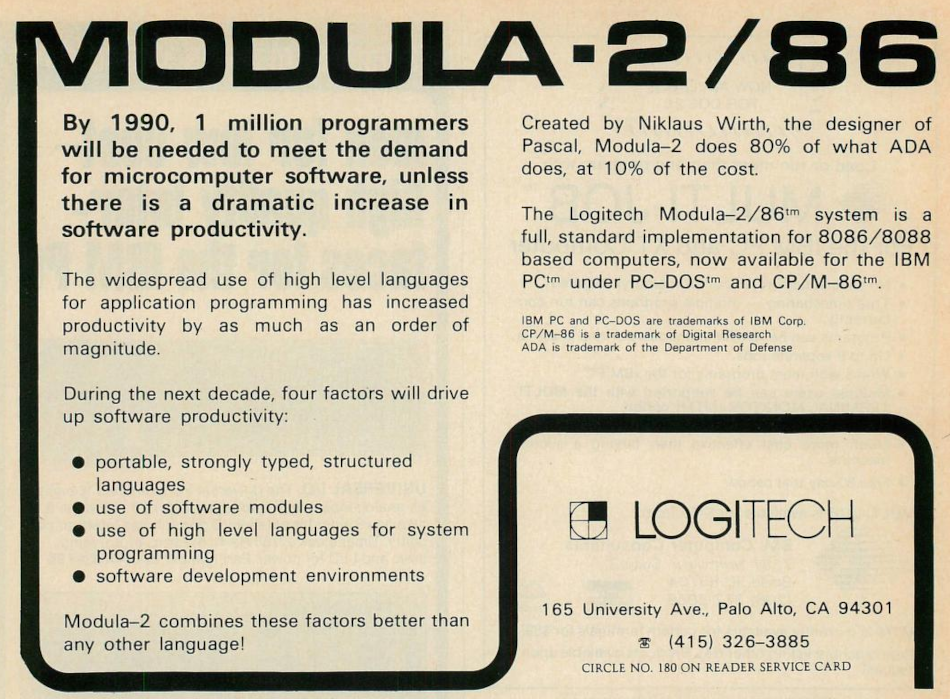 MODULA-2/86
By 1990, 1 million programmers
will be needed to meet the demand
for microcomputer software, unless
there is a dramatic increase in
software productivity.
The widespread use of high level languages
for application programming has increased
productivity by as much as an order of
magnitude.
During the next decade, four factors will drive
up software productivity:
● portable, strongly typed, structured
languages
● use of software modules
● use of high level languages for system
programming
● software development environments
Modula–2 combines these factors better than
any other language!
Created by Niklaus Wirth, the designer of
Pascal, Modula–2 does 80% of what ADA
does, at 10% of the cost.
The Logitech Modula–2/86tm system is a
full, standard implementation for 8086/8088
based computers, now available for the IBM
PCtm under PC–DOStm and CP/M–86tm.
IBM PC and PC–DOS are trademarks of IBM Corp.
CP/M–86 is a trademark of Digital Research
ADA is trademark of the Department of Defense
LOGITECH
165 University Ave., Palo Alto, CA 94301
☎ (415) 326–3885
CIRCLE NO. 180 ON READER SERVICE CARD